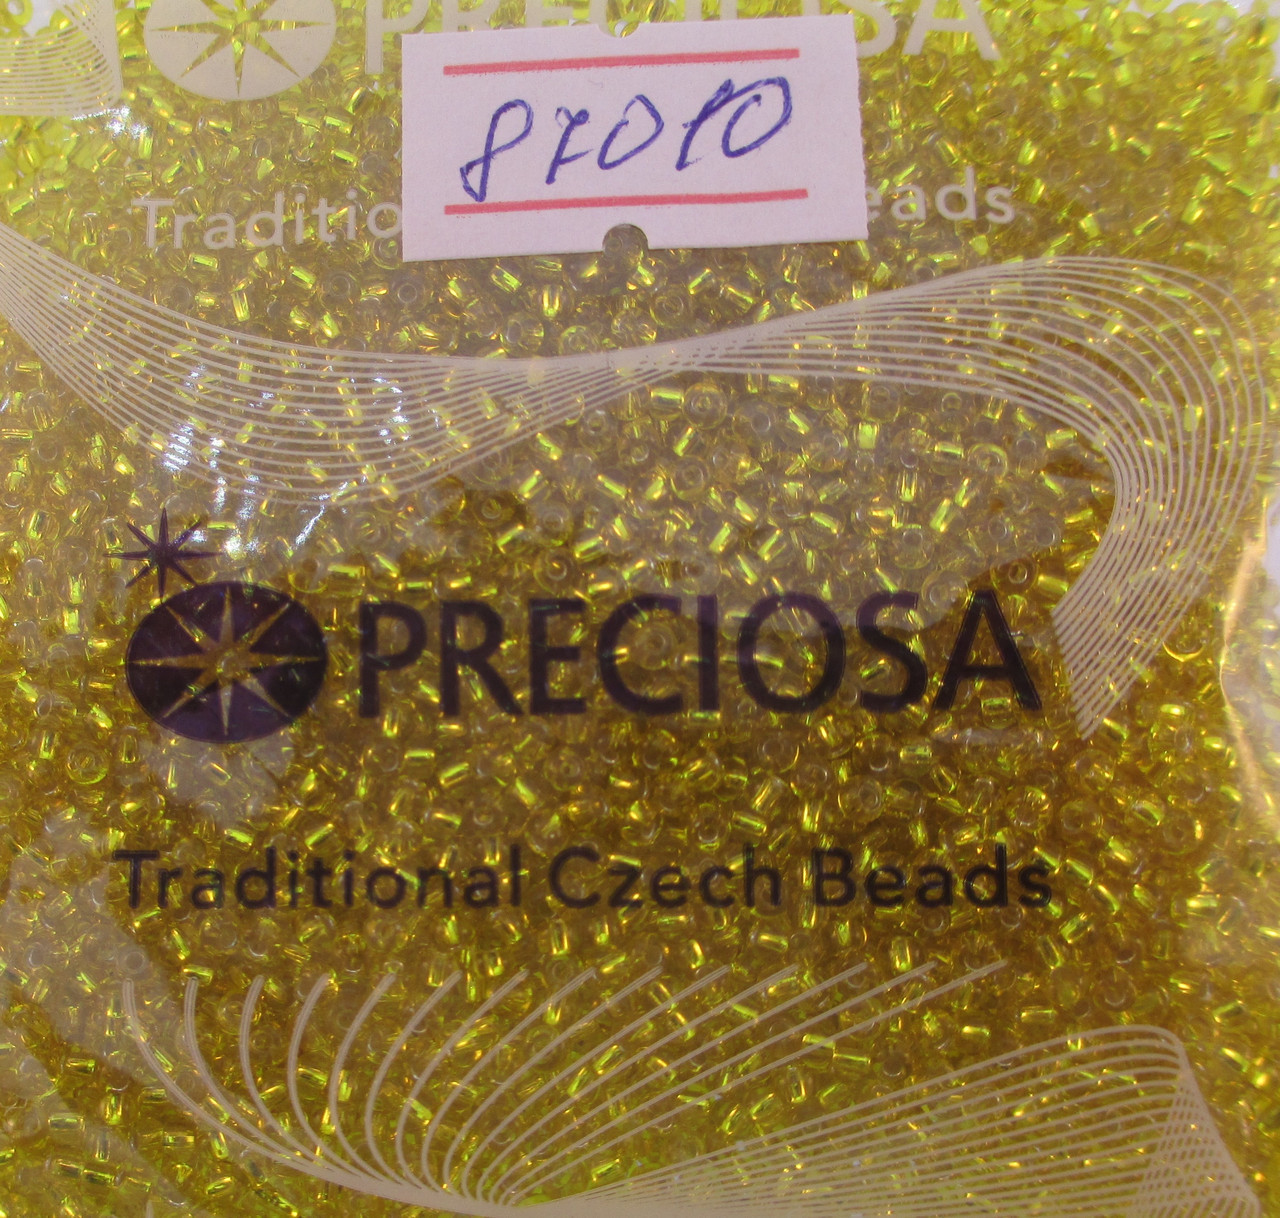 PRECIOSA
87010
Traditio eads
PRECIOSA
Traditional Czech Beads